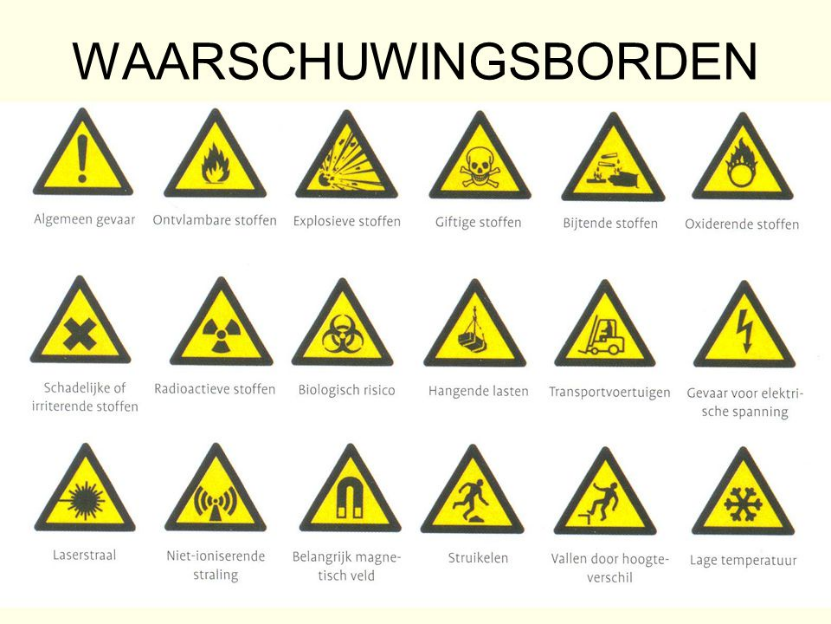 WAARSCHUWINGSBORDEN
Algemeen gevaar
Ontvlambare stoffen
Explosieve stoffen
Giftige stoffen
Bijtende stoffen
Oxiderende stoffen
Schadelijke of
irriterende stoffen
Radioactieve stoffen
Biologisch risico
Hangende lasten
Transportvoertuigen
Gevaar voor elektri-
sche spanning
Laserstraal
Niet-ioniserende
straling
Belangrijk magne-
tisch veld
Struikelen
Vallen door hoogte-
verschil
Lage temperatuur